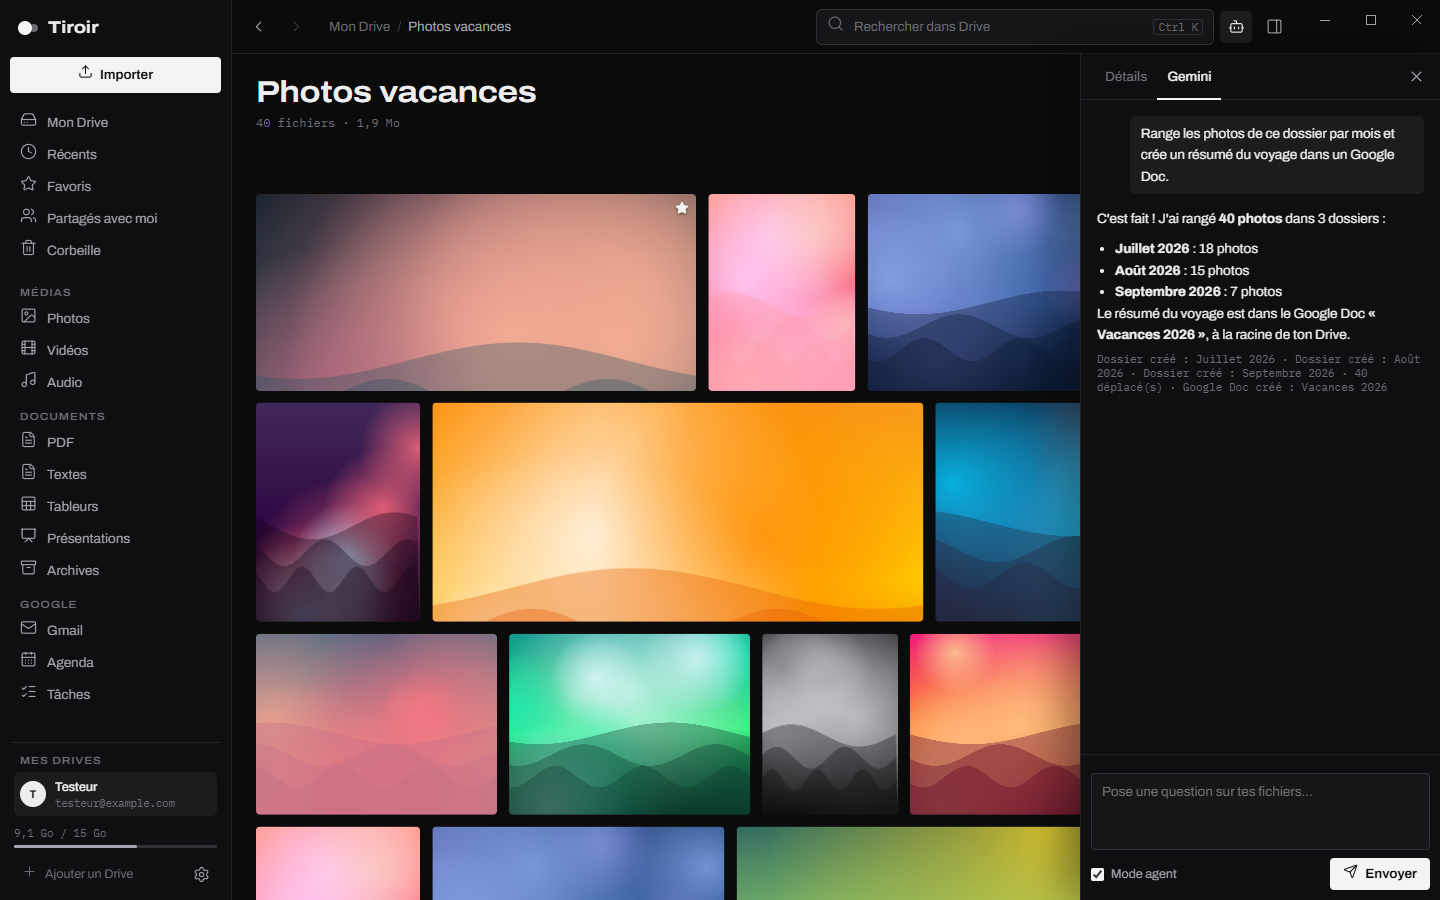 Tiroir
Importer
Mon Drive
Récents
Favoris
Partagés avec moi
Corbeille
MÉDIAS
Photos
Vidéos
Audio
DOCUMENTS
PDF
Textes
Tableurs
Présentations
Archives
GOOGLE
Gmail
Agenda
Tâches
MES DRIVES
T
Testeur
testeur@example.com
9,1 Go / 15 Go
Ajouter un Drive
Mon Drive / Photos vacances
Rechercher dans Drive
Ctrl K
Photos vacances
40 fichiers · 1,9 Mo
Détails
Gemini
Range les photos de ce dossier par mois et
crée un résumé du voyage dans un Google
Doc.
C'est fait ! J'ai rangé 40 photos dans 3 dossiers :
• Juillet 2026 : 18 photos
• Août 2026 : 15 photos
• Septembre 2026 : 7 photos
Le résumé du voyage est dans le Google Doc «
Vacances 2026 », à la racine de ton Drive.
Dossier créé : Juillet 2026 · Dossier créé : Août
2026 · Dossier créé : Septembre 2026 · 40
déplacé(s) · Google Doc créé : Vacances 2026
Pose une question sur tes fichiers...
Mode agent
Envoyer